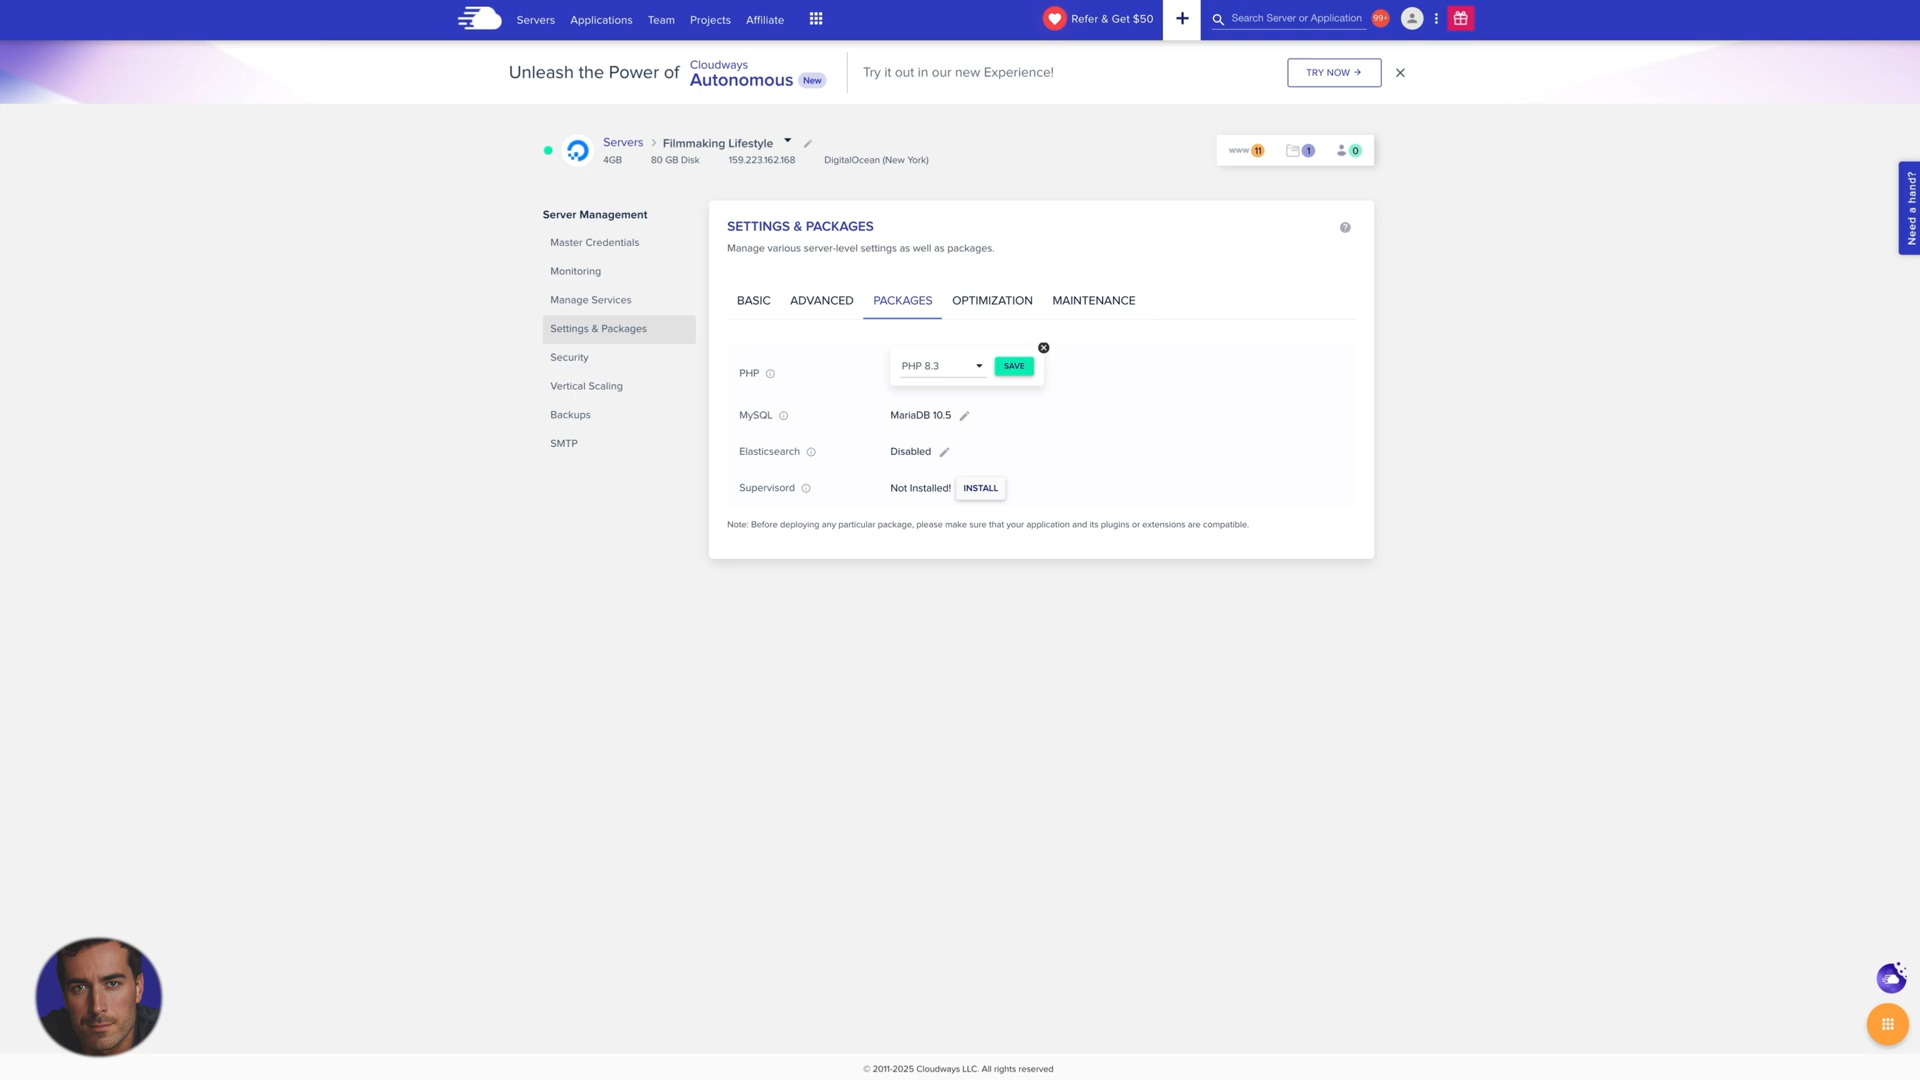 Servers Applications Team Projects Affiliate
Refer & Get $50
+
Search Server or Application
99+
Unleash the Power of
Cloudways
Autonomous New
Try it out in our new Experience!
TRY NOW →
Servers > Filmmaking Lifestyle
4GB 80 GB Disk 159.223.162.168 DigitalOcean (New York)
www 11 1 0
Need a hand?
Server Management
Master Credentials
Monitoring
Manage Services
Settings & Packages
Security
Vertical Scaling
Backups
SMTP
SETTINGS & PACKAGES
Manage various server-level settings as well as packages.
BASIC ADVANCED PACKAGES OPTIMIZATION MAINTENANCE
PHP PHP 8.3 SAVE
MySQL MariaDB 10.5
Elasticsearch Disabled
Supervisord Not Installed! INSTALL
Note: Before deploying any particular package, please make sure that your application and its plugins or extensions are compatible.
© 2011-2025 Cloudways LLC. All rights reserved